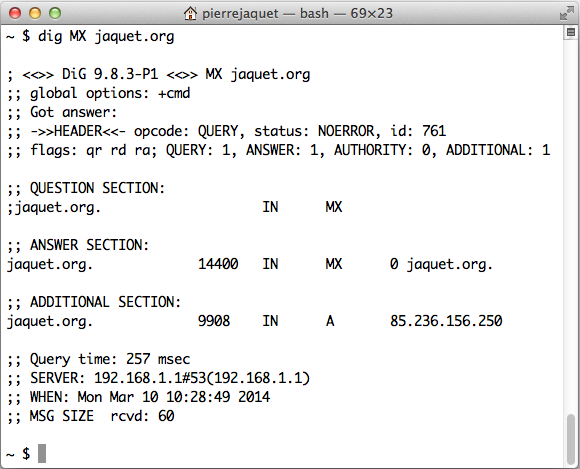 pierrejaquet — bash — 69×23
~ $ dig MX jaquet.org
; <<>> DiG 9.8.3-P1 <<>> MX jaquet.org
;; global options: +cmd
;; Got answer:
;; ->>HEADER<<- opcode: QUERY, status: NOERROR, id: 761
;; flags: qr rd ra; QUERY: 1, ANSWER: 1, AUTHORITY: 0, ADDITIONAL: 1
;; QUESTION SECTION:
;jaquet.org. IN MX
;; ANSWER SECTION:
jaquet.org. 14400 IN MX 0 jaquet.org.
;; ADDITIONAL SECTION:
jaquet.org. 9908 IN A 85.236.156.250
;; Query time: 257 msec
;; SERVER: 192.168.1.1#53(192.168.1.1)
;; WHEN: Mon Mar 10 10:28:49 2014
;; MSG SIZE  rcvd: 60
~ $